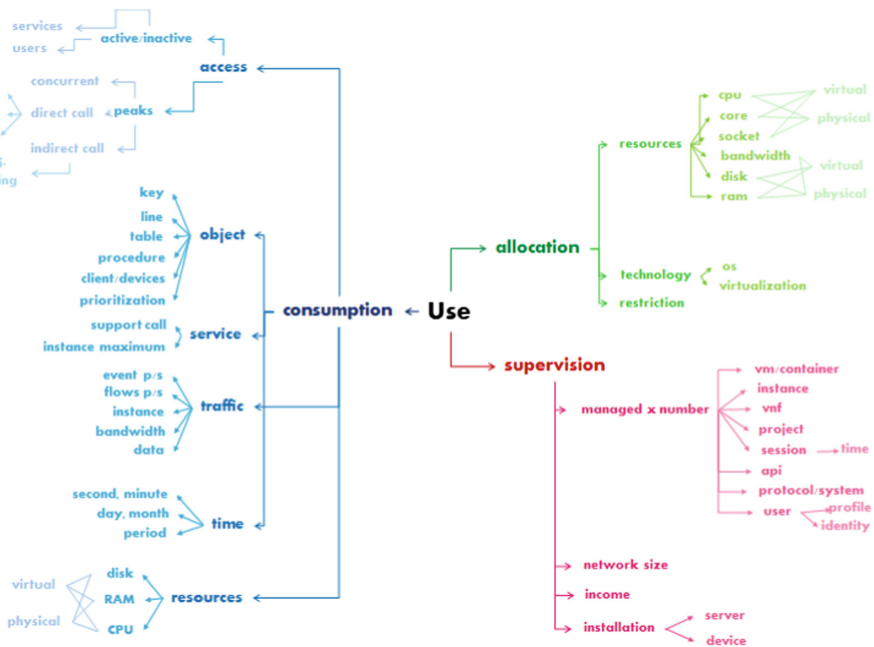 services
users
active/inactive
access
concurrent
direct call
indirect call
peaks
ing
key
line
table
procedure
client/devices
prioritization
object
support call
instance maximum
service
event p/s
flows p/s
instance
bandwidth
data
traffic
second, minute
day, month
period
time
virtual
physical
disk
RAM
CPU
resources
consumption
Use
allocation
resources
cpu
core
socket
bandwidth
disk
ram
virtual
physical
virtual
physical
technology
os
virtualization
restriction
supervision
managed x number
vm/container
instance
vnf
project
session
time
api
protocol/system
user
profile
identity
network size
income
installation
server
device